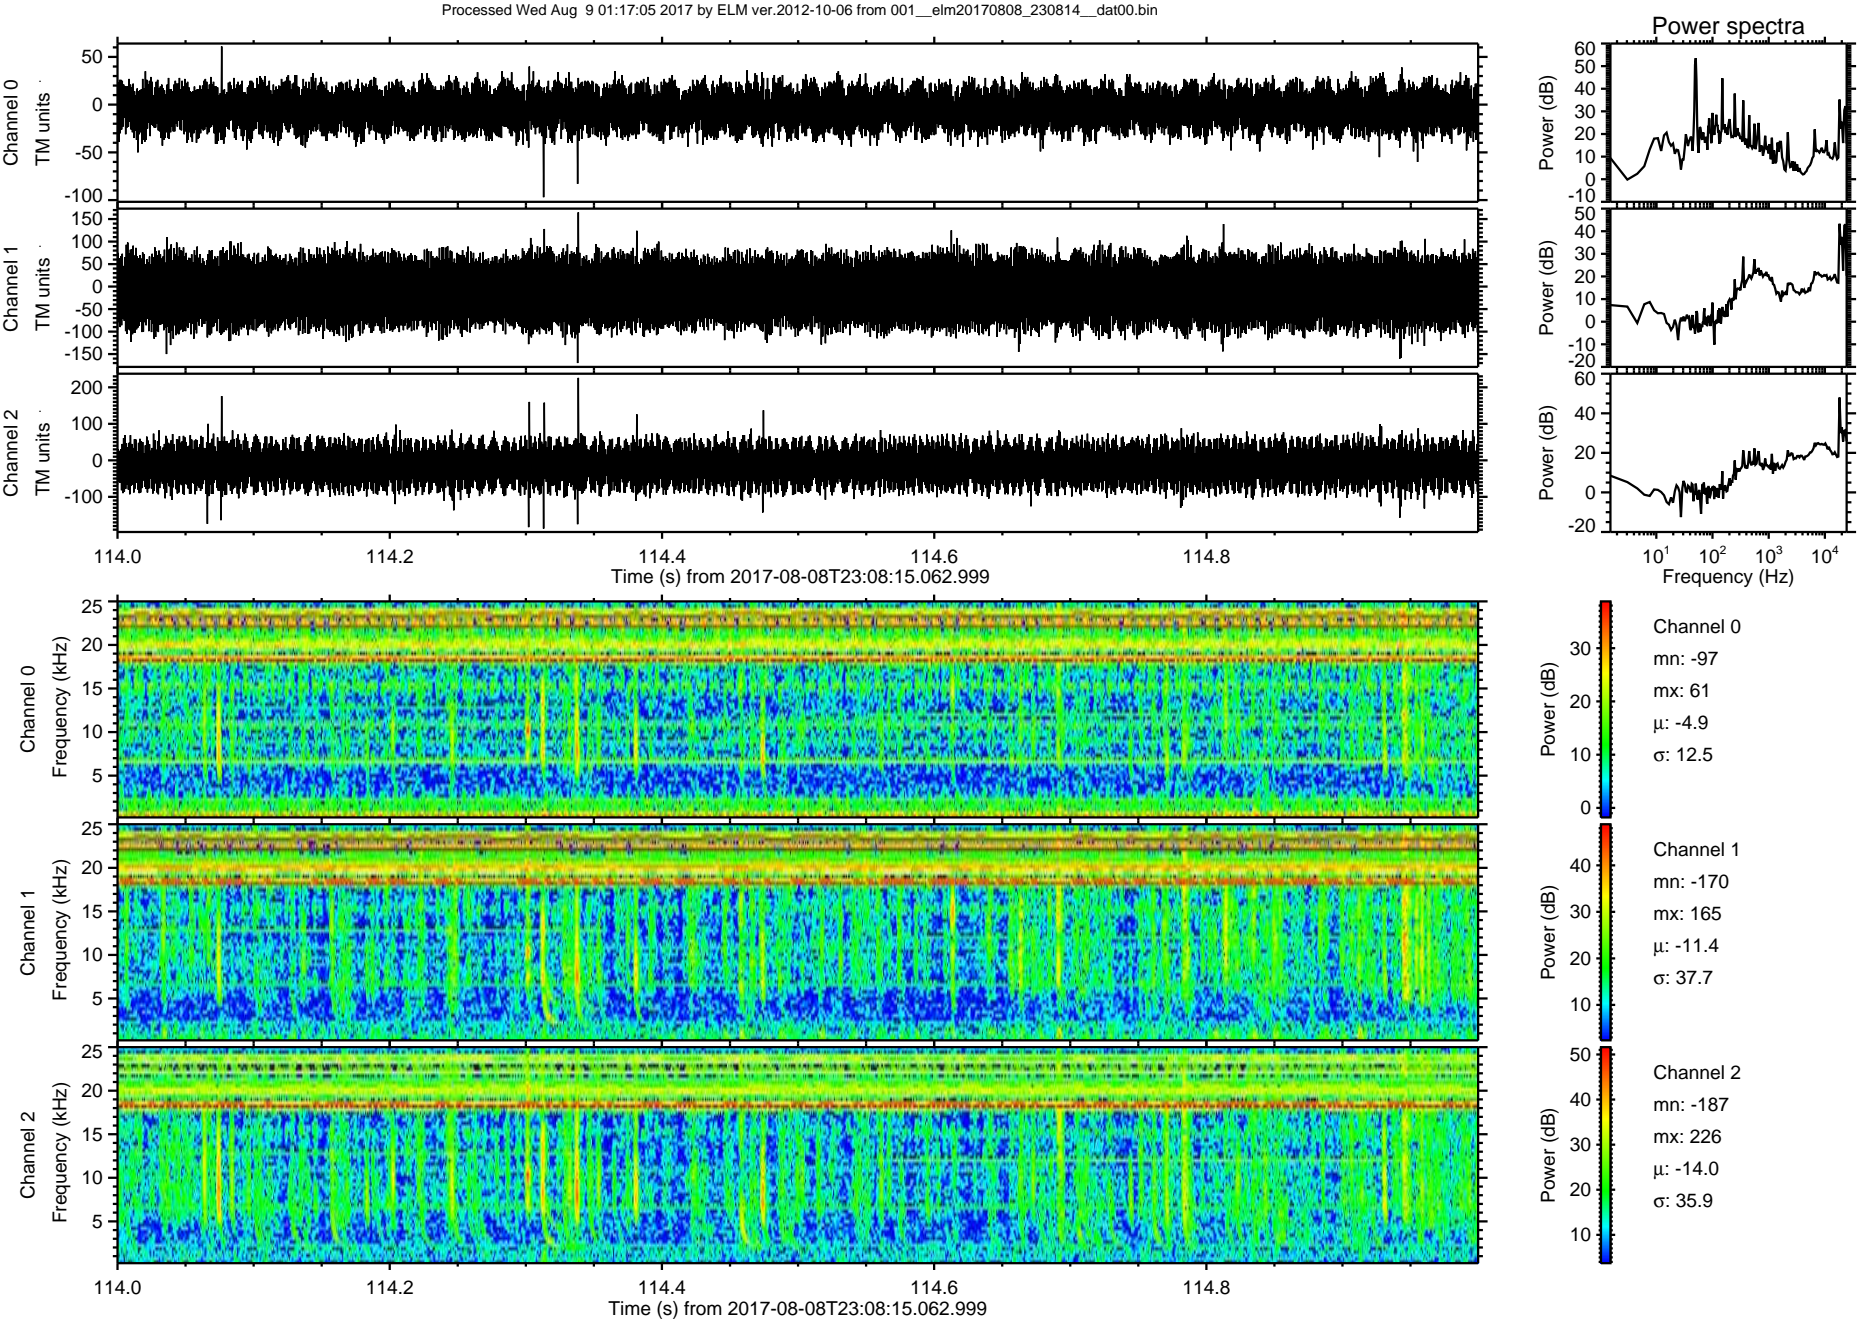 Processed Wed Aug  9 01:17:05 2017 by ELM ver.2012-10-06 from 001__elm20170808_230814__dat00.bin
Power spectra
Channel 0
TM units
50
0
-50
-100
Power (dB)
60
50
40
30
20
10
0
-10
Channel 1
TM units
150
100
50
0
-50
-100
-150
Power (dB)
50
40
30
20
10
0
-10
-20
Channel 2
TM units
200
100
0
-100
Power (dB)
60
40
20
0
-20
114.0 114.2 114.4 114.6 114.8
Time (s) from 2017-08-08T23:08:15.062.999
10^1 10^2 10^3 10^4
Frequency (Hz)
Channel 0
Frequency (kHz)
25
20
15
10
5
Power (dB)
30
20
10
0
Channel 0
mn: -97
mx: 61
μ: -4.9
σ: 12.5
Channel 1
Frequency (kHz)
25
20
15
10
5
Power (dB)
40
30
20
10
Channel 1
mn: -170
mx: 165
μ: -11.4
σ: 37.7
Channel 2
Frequency (kHz)
25
20
15
10
5
Power (dB)
50
40
30
20
10
Channel 2
mn: -187
mx: 226
μ: -14.0
σ: 35.9
114.0 114.2 114.4 114.6 114.8
Time (s) from 2017-08-08T23:08:15.062.999